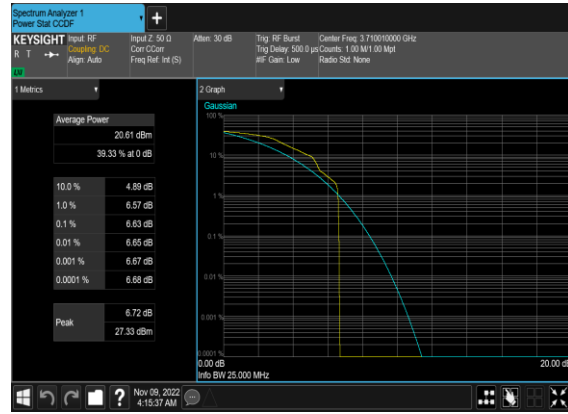 Spectrum Analyzer 1
Power Stat CCDF
KEYSIGHT
R T
Input: RF
Coupling: DC
Align: Auto
Input Z: 50 Ω
Corr CCorr
Freq Ref: Int (S)
Atten: 30 dB
Trig: RF Burst
Trig Delay: 500.0 µs
#IF Gain: Low
Center Freq: 3.710010000 GHz
Counts: 1.00 M/1.00 Mpt
Radio Std: None
1 Metrics
Average Power
20.61 dBm
39.33 % at 0 dB
10.0 % 4.89 dB
1.0 % 6.57 dB
0.1 % 6.63 dB
0.01 % 6.65 dB
0.001 % 6.67 dB
0.0001 % 6.68 dB
Peak
6.72 dB
27.33 dBm
2 Graph
Gaussian
100 %
10 %
1 %
0.1 %
0.01 %
0.001 %
0.0001 %
0.00 dB
20.00 dB
Info BW 25.000 MHz
Nov 09, 2022
4:15:37 AM